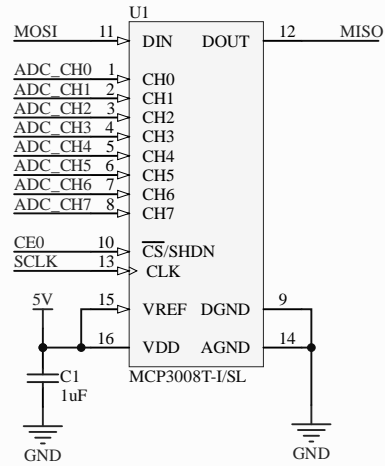 U1
MOSI 11 DIN DOUT 12 MISO
ADC_CH0 1 CH0
ADC_CH1 2 CH1
ADC_CH2 3 CH2
ADC_CH3 4 CH3
ADC_CH4 5 CH4
ADC_CH5 6 CH5
ADC_CH6 7 CH6
ADC_CH7 8 CH7
CE0 10 CS/SHDN
SCLK 13 CLK
5V 15 VREF DGND 9
16 VDD AGND 14
C1 MCP3008T-I/SL
1uF
GND GND